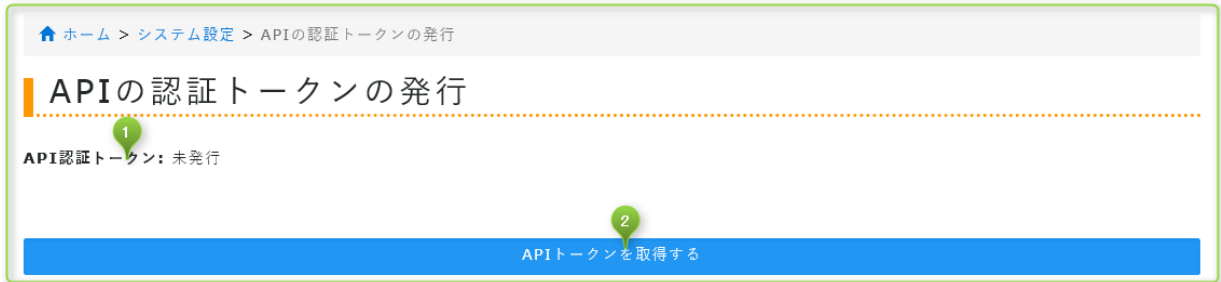 ホーム > システム設定 > APIの認証トークンの発行
APIの認証トークンの発行
1
API認証トークン: 未発行
2
APIトークンを取得する